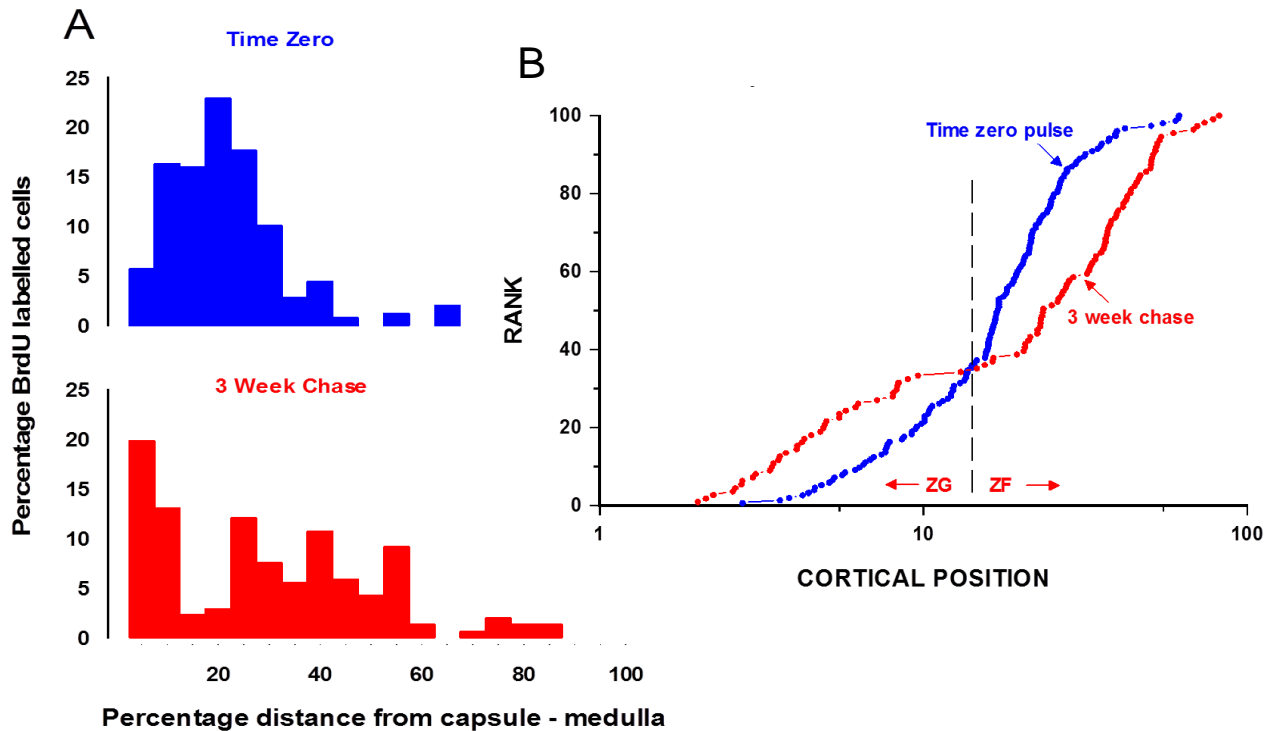 A
Time Zero
Percentage BrdU labelled cells
25
20
15
10
5
0
3 Week Chase
25
20
15
10
5
0
20 40 60 80 100
Percentage distance from capsule - medulla
B
RANK
100
80
60
40
20
0
Time zero pulse
3 week chase
ZG ZF
1 10 100
CORTICAL POSITION